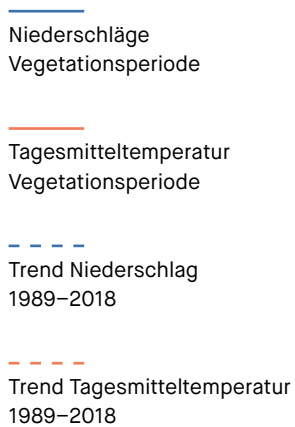 Niederschläge
Vegetationsperiode
Tagesmitteltemperatur
Vegetationsperiode
Trend Niederschlag
1989–2018
Trend Tagesmitteltemperatur
1989–2018